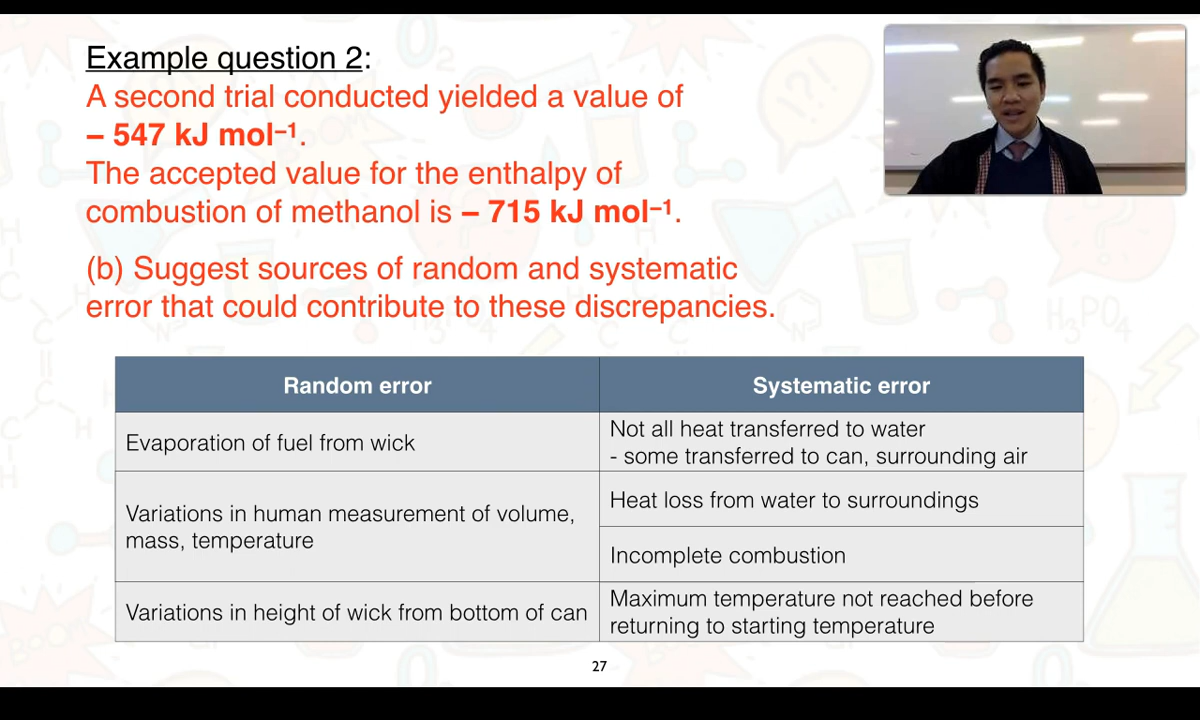 Example question 2:
A second trial conducted yielded a value of
– 547 kJ mol⁻¹.
The accepted value for the enthalpy of
combustion of methanol is – 715 kJ mol⁻¹.
(b) Suggest sources of random and systematic
error that could contribute to these discrepancies.
Random error
Systematic error
Evaporation of fuel from wick
Not all heat transferred to water
- some transferred to can, surrounding air
Variations in human measurement of volume,
mass, temperature
Heat loss from water to surroundings
Incomplete combustion
Variations in height of wick from bottom of can
Maximum temperature not reached before
returning to starting temperature
27
O₂
?!
H₃PO₄